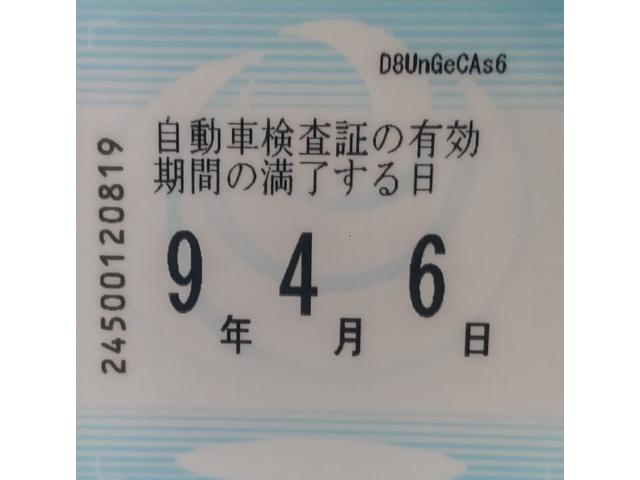 D8UnGeCAs6
自動車検査証の有効
期間の満了する日
9年 4月 6日
24500120819